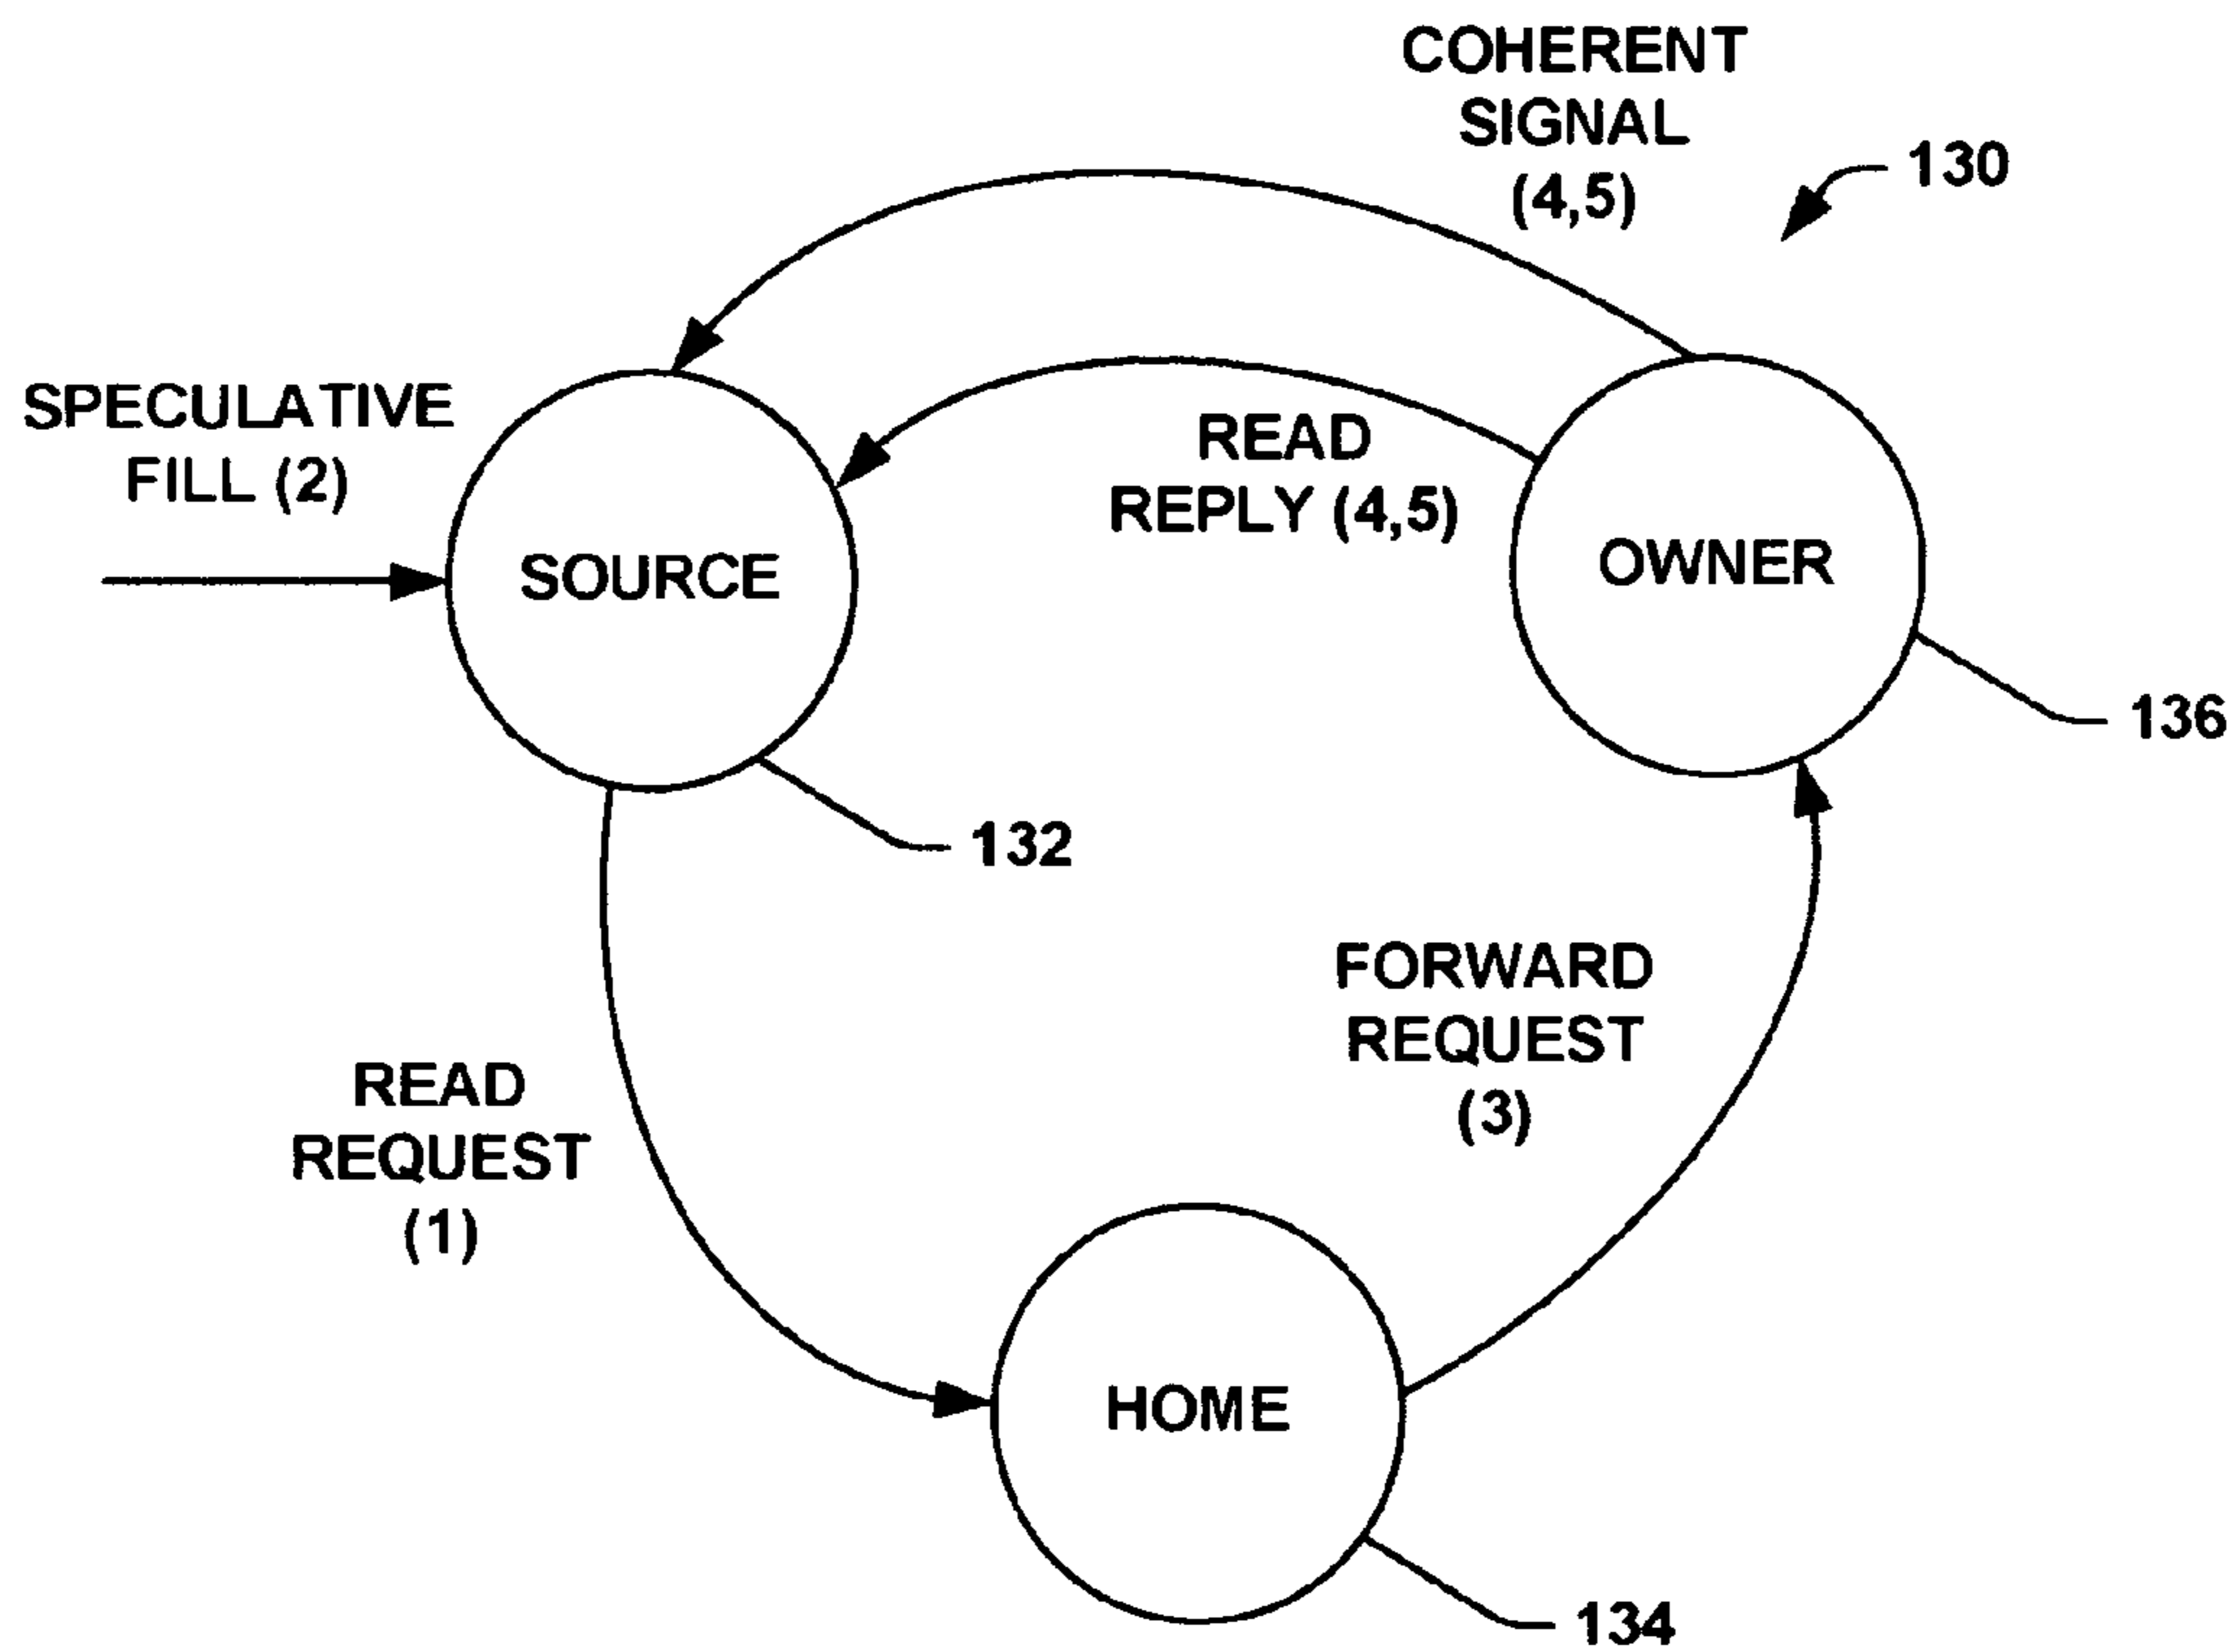 COHERENT
SIGNAL
(4,5)
130
SPECULATIVE
FILL (2)
READ
REPLY (4,5)
SOURCE
OWNER
136
132
FORWARD
REQUEST
(3)
READ
REQUEST
(1)
HOME
134